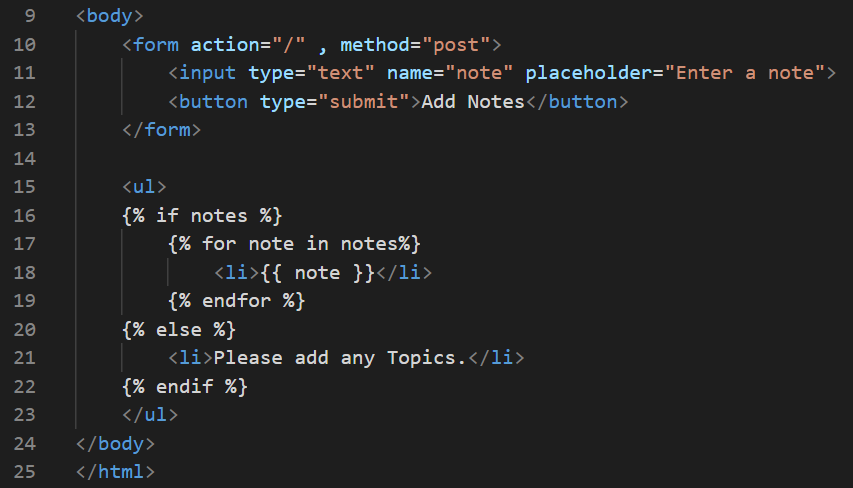 9 <body>
10 <form action="/" , method="post">
11 <input type="text" name="note" placeholder="Enter a note">
12 <button type="submit">Add Notes</button>
13 </form>
14
15 <ul>
16 {% if notes %}
17 {% for note in notes%}
18 <li>{{ note }}</li>
19 {% endfor %}
20 {% else %}
21 <li>Please add any Topics.</li>
22 {% endif %}
23 </ul>
24 </body>
25 </html>